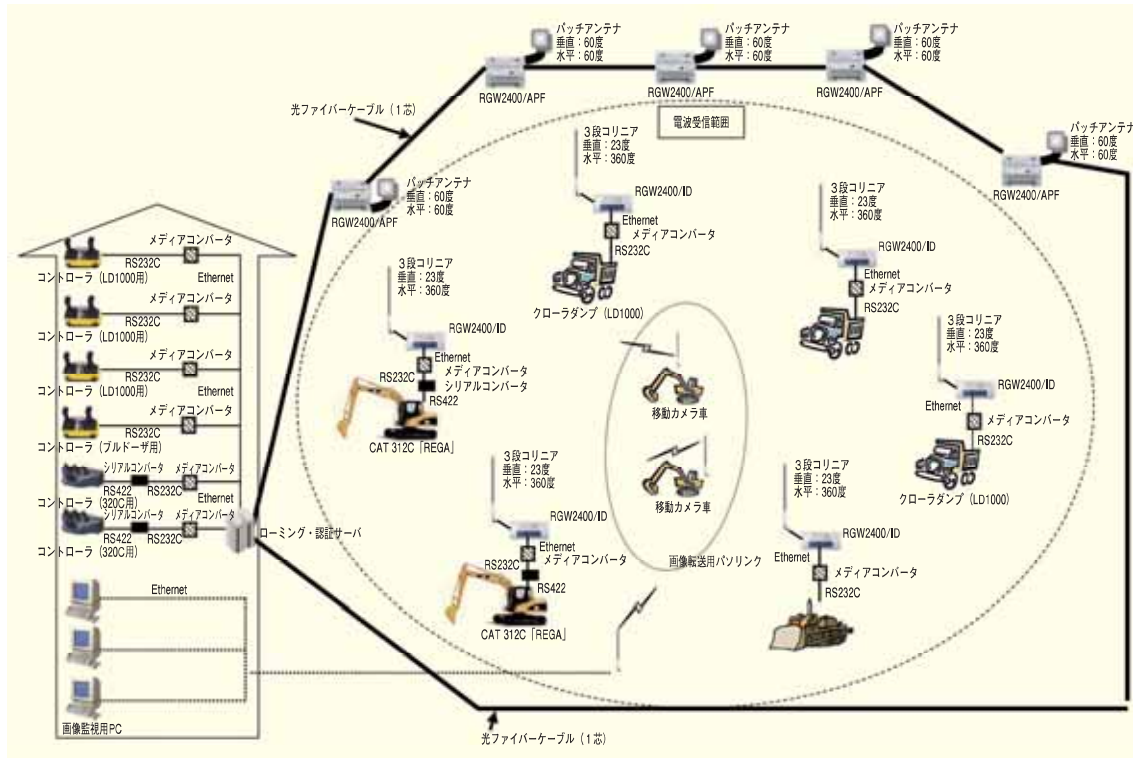 パッチアンテナ
垂直：60度
水平：60度
RGW2400/APF
パッチアンテナ
垂直：60度
水平：60度
RGW2400/APF
パッチアンテナ
垂直：60度
水平：60度
RGW2400/APF
光ファイバーケーブル（1芯）
電波受信範囲
パッチアンテナ
垂直：60度
水平：60度
RGW2400/APF
パッチアンテナ
垂直：60度
水平：60度
RGW2400/APF
3段コリニア
垂直：23度
水平：360度
RGW2400/ID
Ethernet
メディアコンバータ
RS232C
クローラダンプ（LD1000）
3段コリニア
垂直：23度
水平：360度
RGW2400/ID
Ethernet
メディアコンバータ
RS232C
3段コリニア
垂直：23度
水平：360度
RGW2400/ID
Ethernet
メディアコンバータ
RS232C
シリアルコンバータ
RS422
CAT 312C「REGA」
3段コリニア
垂直：23度
水平：360度
RGW2400/ID
Ethernet
メディアコンバータ
RS232C
クローラダンプ（LD1000）
移動カメラ車
移動カメラ車
画像転送用パソリンク
3段コリニア
垂直：23度
水平：360度
RGW2400/ID
Ethernet
メディアコンバータ
RS232C
RS422
CAT 312C「REGA」
3段コリニア
垂直：23度
水平：360度
RGW2400/ID
Ethernet
メディアコンバータ
RS232C
メディアコンバータ
RS232C
Ethernet
コントローラ（LD1000用）
メディアコンバータ
RS232C
コントローラ（LD1000用）
メディアコンバータ
RS232C
Ethernet
コントローラ（LD1000用）
メディアコンバータ
RS232C
コントローラ（ブルドーザ用）
シリアルコンバータ
メディアコンバータ
RS422
RS232C
Ethernet
コントローラ（320C用）
シリアルコンバータ
メディアコンバータ
RS422
RS232C
コントローラ（320C用）
ローミング・認証サーバ
Ethernet
画像監視用PC
光ファイバーケーブル（1芯）